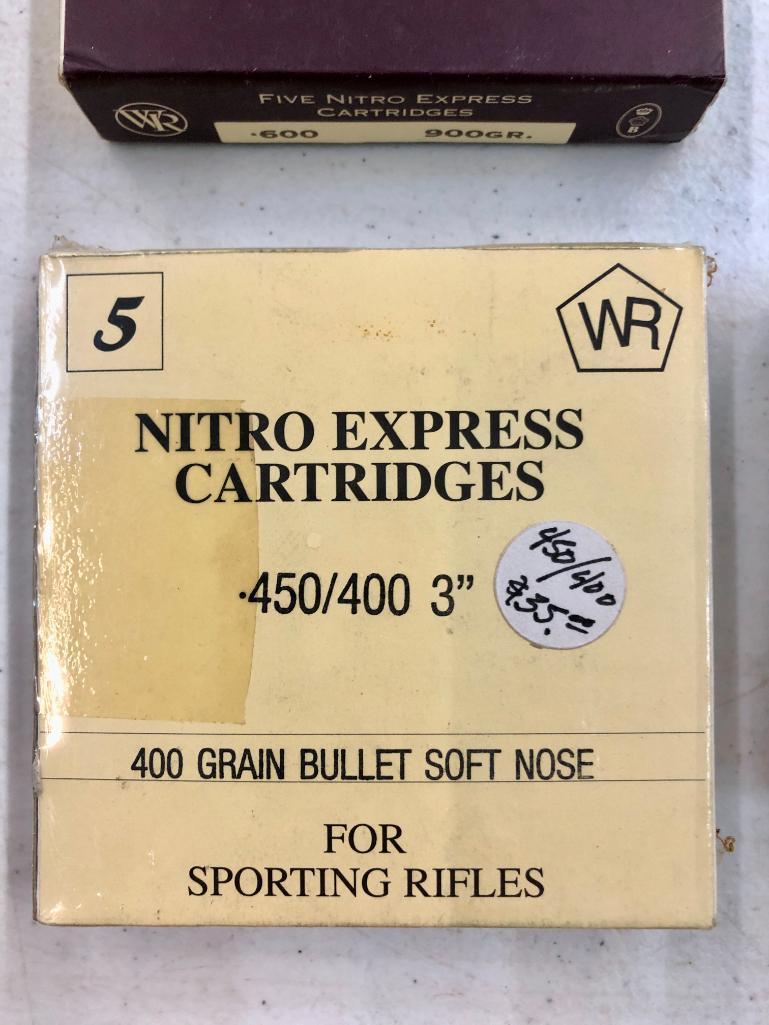 WR
FIVE NITRO EXPRESS
CARTRIDGES
B
.600 900GR.
5
WR
NITRO EXPRESS
CARTRIDGES
.450/400 3”
450/400
$35.00
400 GRAIN BULLET SOFT NOSE
FOR
SPORTING RIFLES